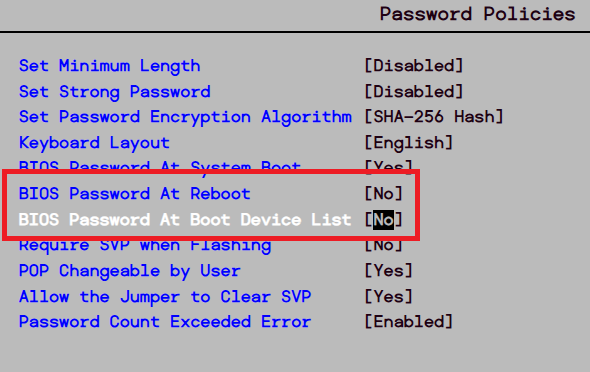 Password Policies
Set Minimum Length [Disabled]
Set Strong Password [Disabled]
Set Password Encryption Algorithm [SHA-256 Hash]
Keyboard Layout [English]
BIOS Password At System Boot [Yes]
BIOS Password At Reboot [No]
BIOS Password At Boot Device List [No]
Require SVP when Flashing [No]
POP Changeable by User [Yes]
Allow the Jumper to Clear SVP [Yes]
Password Count Exceeded Error [Enabled]